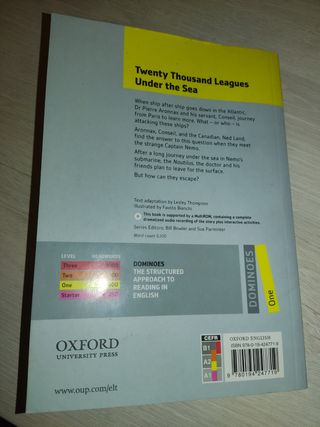 Twenty Thousand Leagues
Under the Sea
When ship after ship goes down in the Atlantic,
Dr Pierre Aronnax and his servant, Conseil, journey
from Paris to learn more. What – or who – is
attacking these ships?
Aronnax, Conseil, and the Canadian, Ned Land,
find the answer to this question when they meet
the strange Captain Nemo.
After a long journey under the sea in Nemo's
submarine, the Nautilus, the doctor and his
friends plan to leave for the surface.
But how can they escape?
Text adaptation by Lesley Thompson
Illustrated by Fausto Bianchi
This book is supported by a MultiROM, containing a complete
dramatized audio recording of the story plus interactive activities.
Series Editors: Bill Bowler and Sue Parminter
Word count 6,100
LEVEL HEADWORDS
Three
Two
One
Starter 250
DOMINOES
THE STRUCTURED
APPROACH TO
READING IN
ENGLISH
DOMINOES
One
OXFORD
UNIVERSITY PRESS
www.oup.com/elt
CEFR
B1
A2
A1
OXFORD ENGLISH
ISBN 978-0-19-424771-9
9 780194 247719